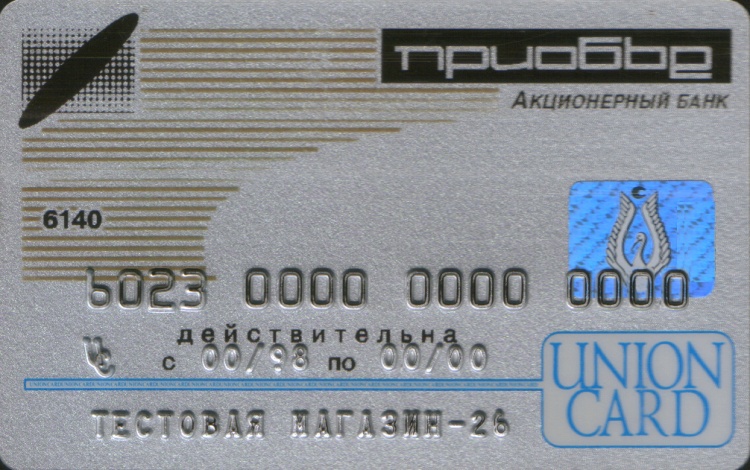 приобье
Акционерный банк
6140
6023 0000 0000 0000
действительна
UC с 00/98 по 00/00
UNION CARD
ТЕСТОВАЯ МАГАЗИН-26